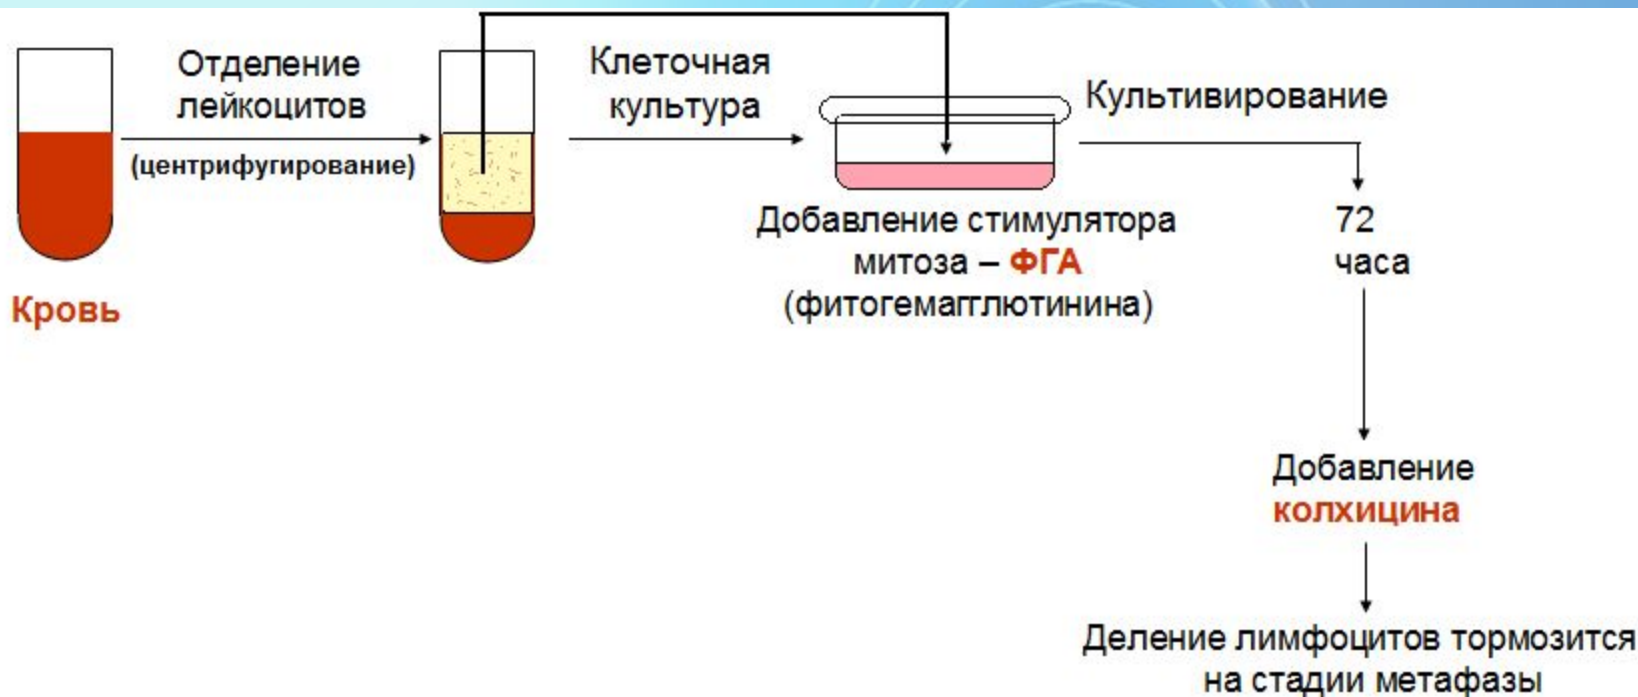 Отделение
лейкоцитов
(центрифугирование)
Кровь
Клеточная
культура
Добавление стимулятора
митоза – ФГА
(фитогемагглютинина)
Культивирование
72
часа
Добавление
колхицина
Деление лимфоцитов тормозится
на стадии метафазы